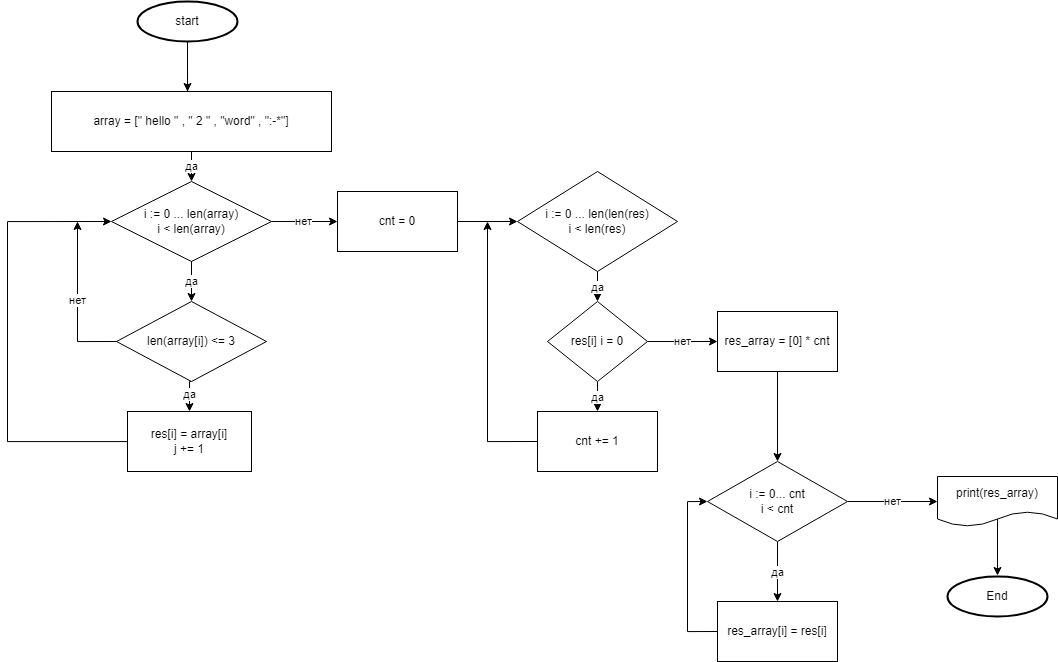 start
array = [" hello " , " 2 " , "word" , ":-*"]
да
i := 0 ... len(array)
i < len(array)
нет
cnt = 0
i := 0 ... len(len(res)
i < len(res)
да
нет
len(array[i]) <= 3
да
res[i] = array[i]
j += 1
да
res[i] i = 0
нет
res_array = [0] * cnt
да
cnt += 1
i := 0... cnt
i < cnt
нет
print(res_array)
да
res_array[i] = res[i]
End